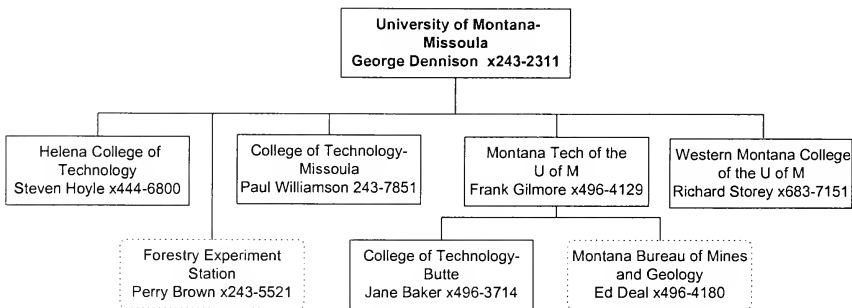 University of Montana-
Missoula
George Dennison x243-2311
Helena College of
Technology
Steven Hoyle x444-6800
College of Technology-
Missoula
Paul Williamson 243-7851
Montana Tech of the
U of M
Frank Gilmore x496-4129
Western Montana College
of the U of M
Richard Storey x683-7151
Forestry Experiment
Station
Perry Brown x243-5521
College of Technology-
Butte
Jane Baker x496-3714
Montana Bureau of Mines
and Geology
Ed Deal x496-4180